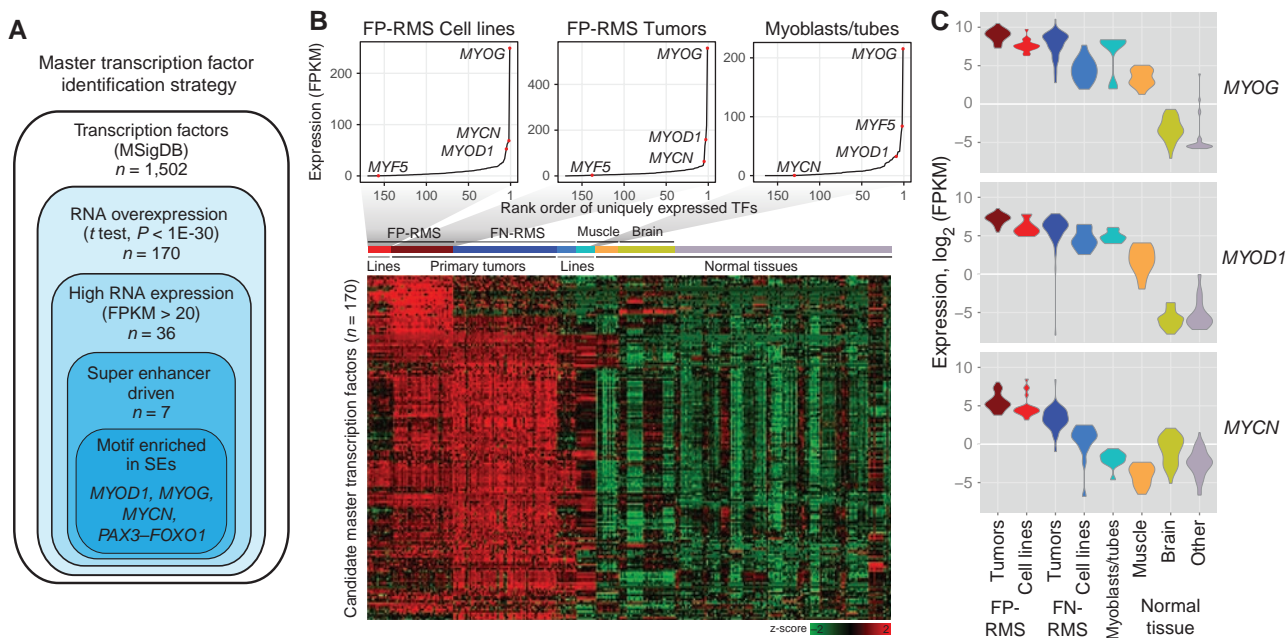 A
Master transcription factor
identification strategy
Transcription factors
(MSigDB)
n = 1,502
RNA overexpression
(t test, P < 1E-30)
n = 170
High RNA expression
(FPKM > 20)
n = 36
Super enhancer
driven
n = 7
Motif enriched
in SEs
MYOD1, MYOG,
MYCN,
PAX3–FOXO1
B
FP-RMS Cell lines
FP-RMS Tumors
Myoblasts/tubes
Expression (FPKM)
200
100
0
MYOG
MYCN
MYOD1
MYF5
400
200
0
MYOG
MYOD1
MYCN
MYF5
200
100
0
MYOG
MYF5
MYOD1
MYCN
150 100 50 1
150 100 50 1
150 100 50 1
Rank order of uniquely expressed TFs
FP-RMS FN-RMS Muscle Brain
Lines Primary tumors Lines Normal tissues
Candidate master transcription factors (n = 170)
z-score –2 2
C
Expression, log2 (FPKM)
10
5
0
–5
MYOG
10
5
0
–5
MYOD1
10
5
0
–5
MYCN
Tumors
Cell lines
Tumors
Cell lines
Myoblasts/tubes
Muscle
Brain
Other
FP-
RMS
FN-
RMS
Normal
tissue